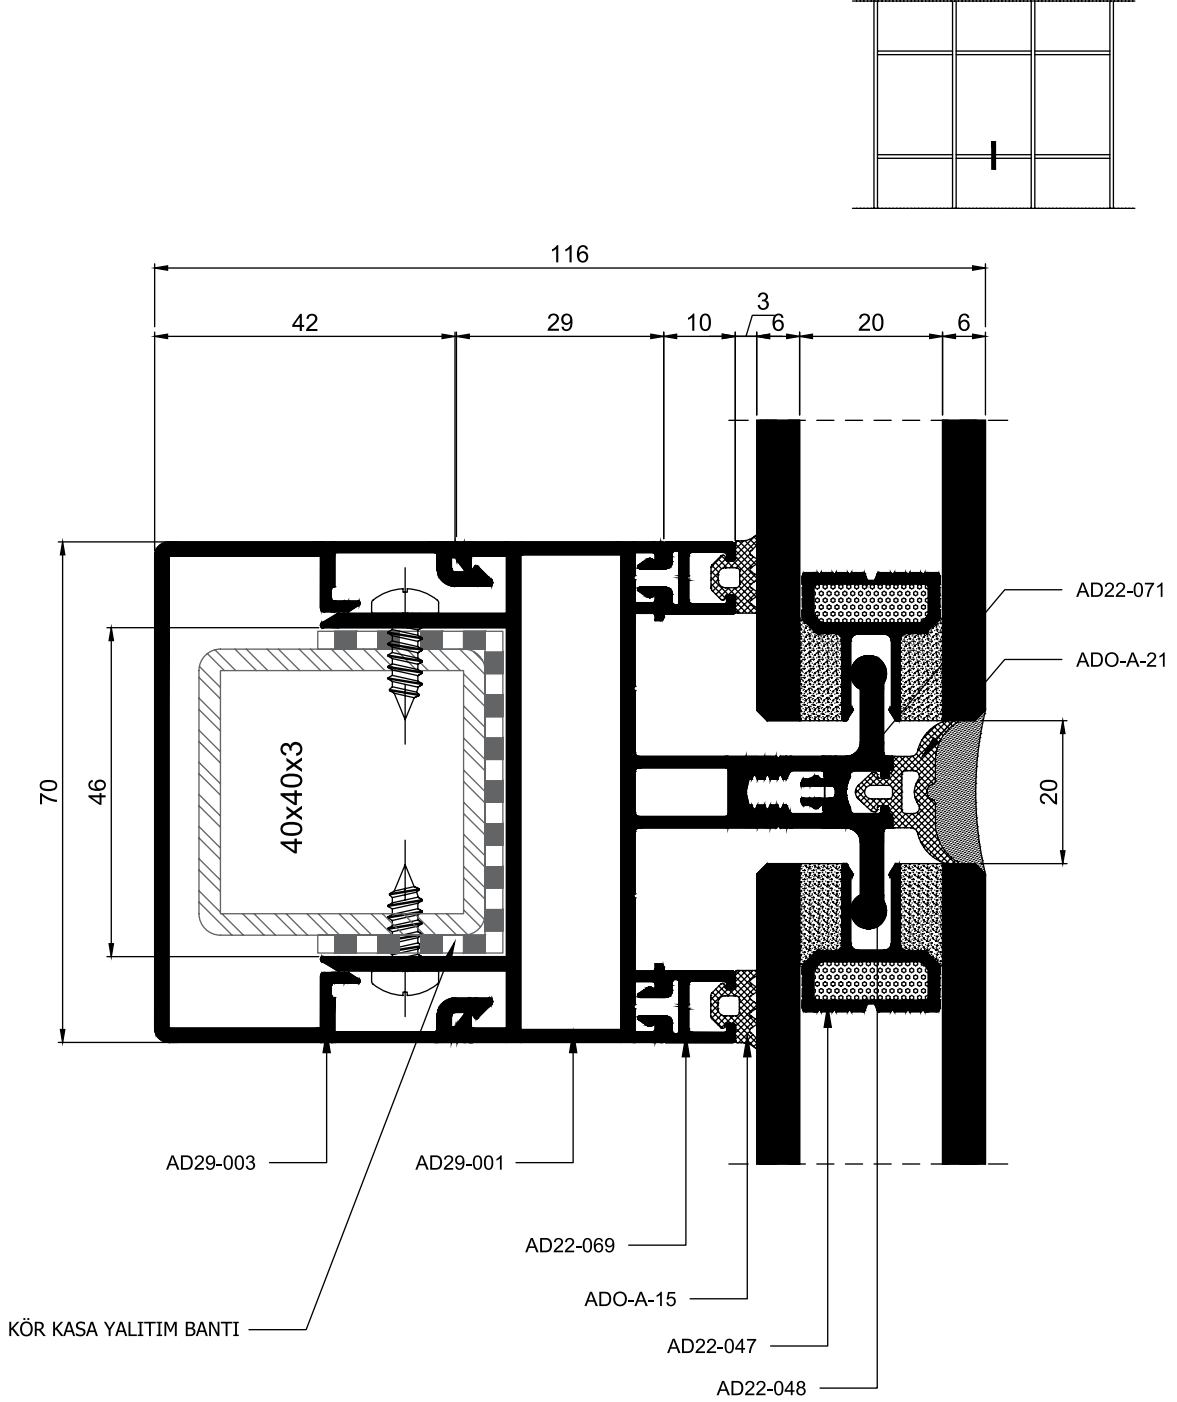 116
3
42
29
10
6
20
6
AD22-071
ADO-A-21
70
46
40x40x3
20
AD29-003
AD29-001
AD22-069
ADO-A-15
KÖR KASA YALITIM BANTI
AD22-047
AD22-048